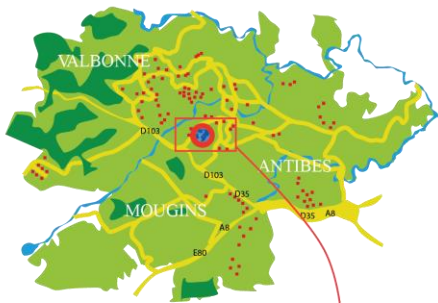 VALBONNE
D103
ANTIBES
D103
D35
MOUGINS
D35
A8
A8
E80